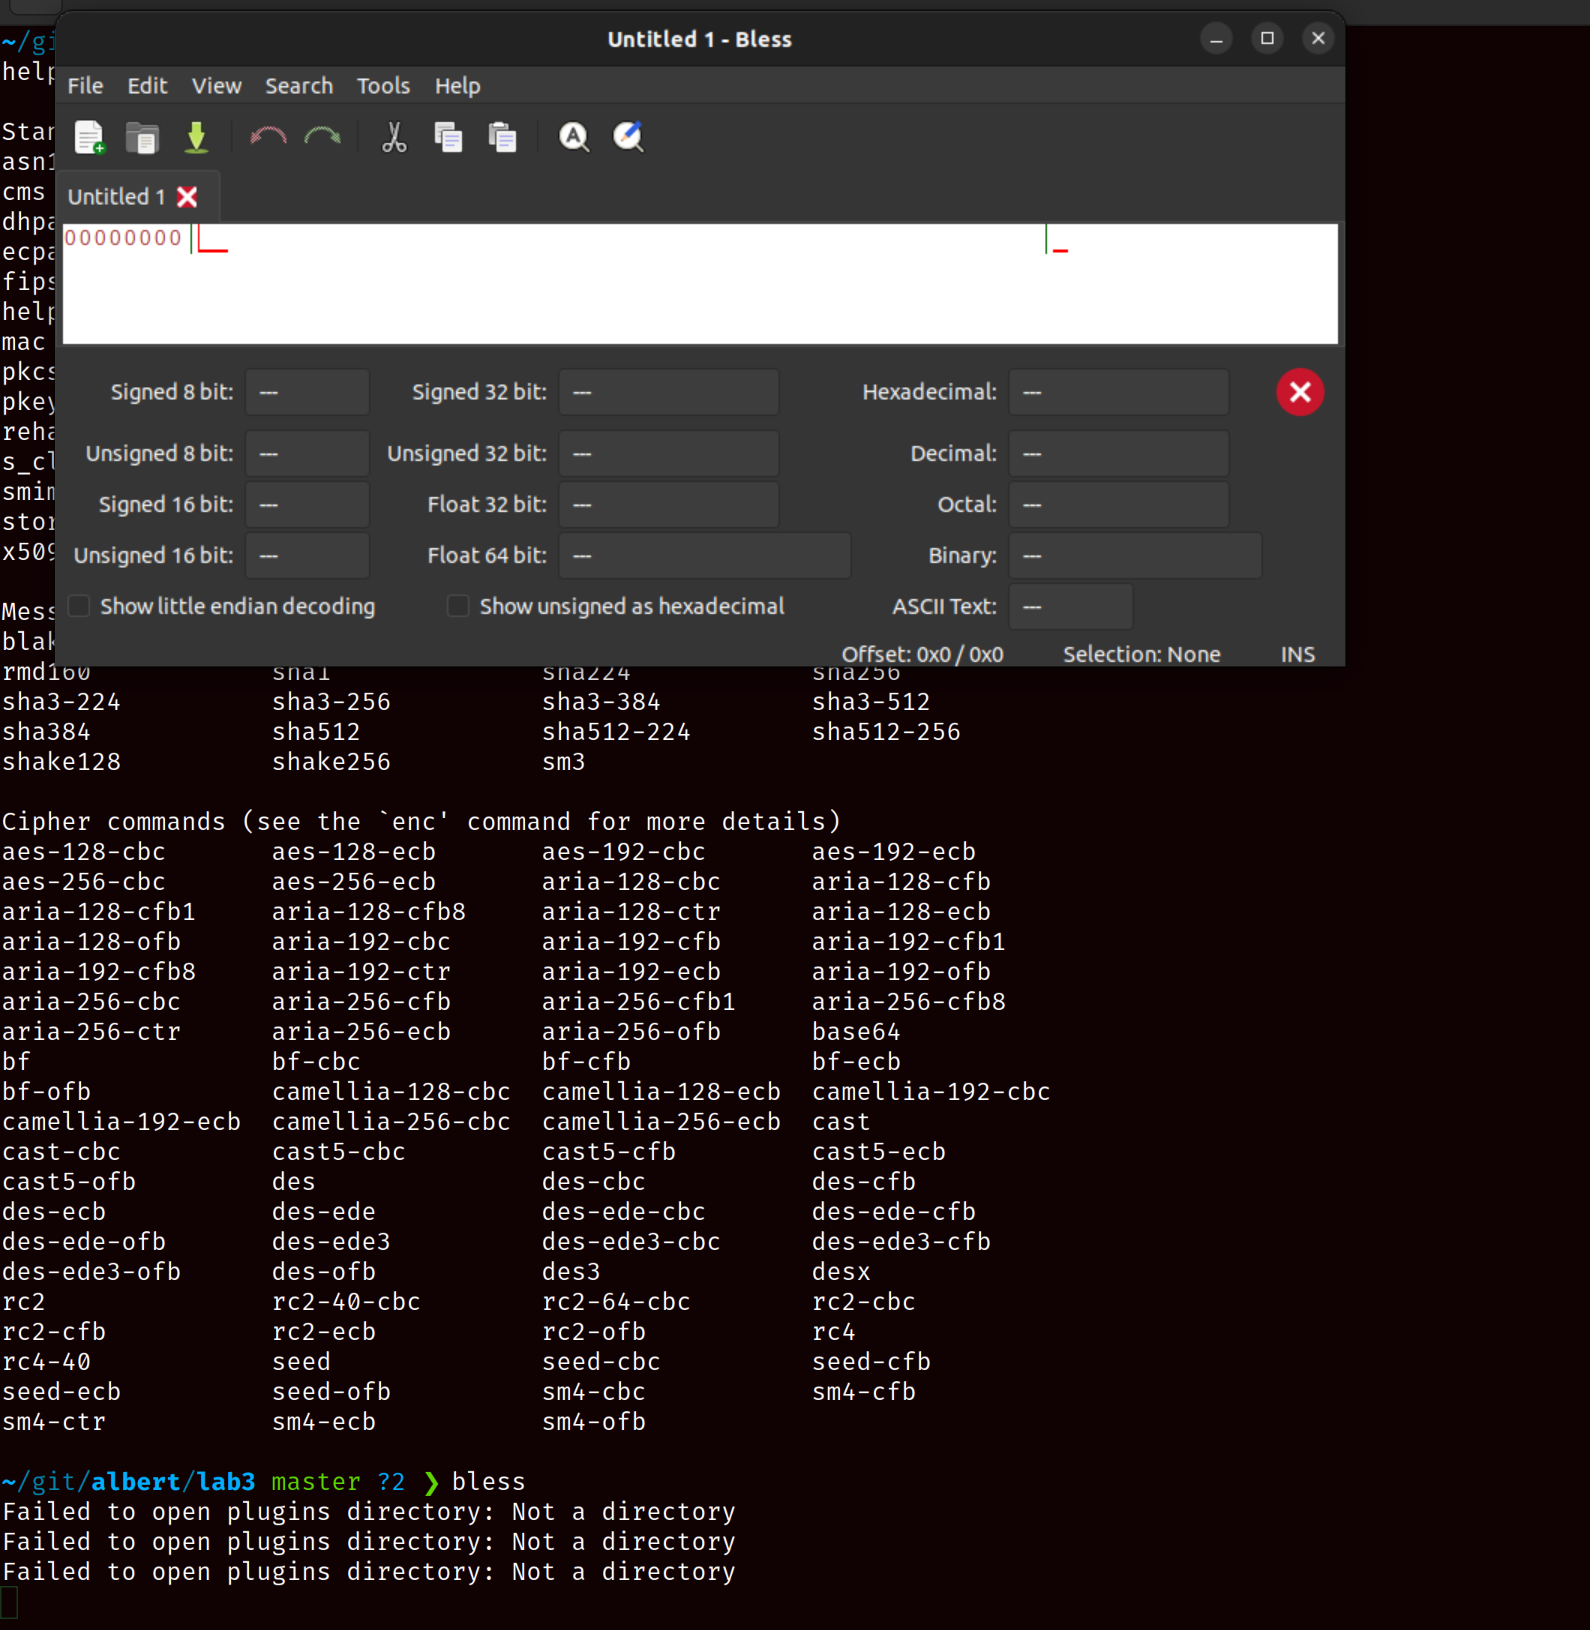 Untitled 1 - Bless
File Edit View Search Tools Help
Untitled 1
00000000
Signed 8 bit: --- Signed 32 bit: --- Hexadecimal: ---
Unsigned 8 bit: --- Unsigned 32 bit: --- Decimal: ---
Signed 16 bit: --- Float 32 bit: --- Octal: ---
Unsigned 16 bit: --- Float 64 bit: --- Binary: ---
Show little endian decoding Show unsigned as hexadecimal ASCII Text: ---
Offset: 0x0 / 0x0 Selection: None INS
~/gi
help
Star
asn1
cms
dhpa
ecpa
fips
help
mac
pkcs
pkey
reha
s_cl
smim
stor
x509
Mess
blak
rmd160 sha1 sha224 sha256
sha3-224 sha3-256 sha3-384 sha3-512
sha384 sha512 sha512-224 sha512-256
shake128 shake256 sm3
Cipher commands (see the `enc' command for more details)
aes-128-cbc aes-128-ecb aes-192-cbc aes-192-ecb
aes-256-cbc aes-256-ecb aria-128-cbc aria-128-cfb
aria-128-cfb1 aria-128-cfb8 aria-128-ctr aria-128-ecb
aria-128-ofb aria-192-cbc aria-192-cfb aria-192-cfb1
aria-192-cfb8 aria-192-ctr aria-192-ecb aria-192-ofb
aria-256-cbc aria-256-cfb aria-256-cfb1 aria-256-cfb8
aria-256-ctr aria-256-ecb aria-256-ofb base64
bf bf-cbc bf-cfb bf-ecb
bf-ofb camellia-128-cbc camellia-128-ecb camellia-192-cbc
camellia-192-ecb camellia-256-cbc camellia-256-ecb cast
cast-cbc cast5-cbc cast5-cfb cast5-ecb
cast5-ofb des des-cbc des-cfb
des-ecb des-ede des-ede-cbc des-ede-cfb
des-ede-ofb des-ede3 des-ede3-cbc des-ede3-cfb
des-ede3-ofb des-ofb des3 desx
rc2 rc2-40-cbc rc2-64-cbc rc2-cbc
rc2-cfb rc2-ecb rc2-ofb rc4
rc4-40 seed seed-cbc seed-cfb
seed-ecb seed-ofb sm4-cbc sm4-cfb
sm4-ctr sm4-ecb sm4-ofb
~/git/albert/lab3 master ?2 ❯ bless
Failed to open plugins directory: Not a directory
Failed to open plugins directory: Not a directory
Failed to open plugins directory: Not a directory